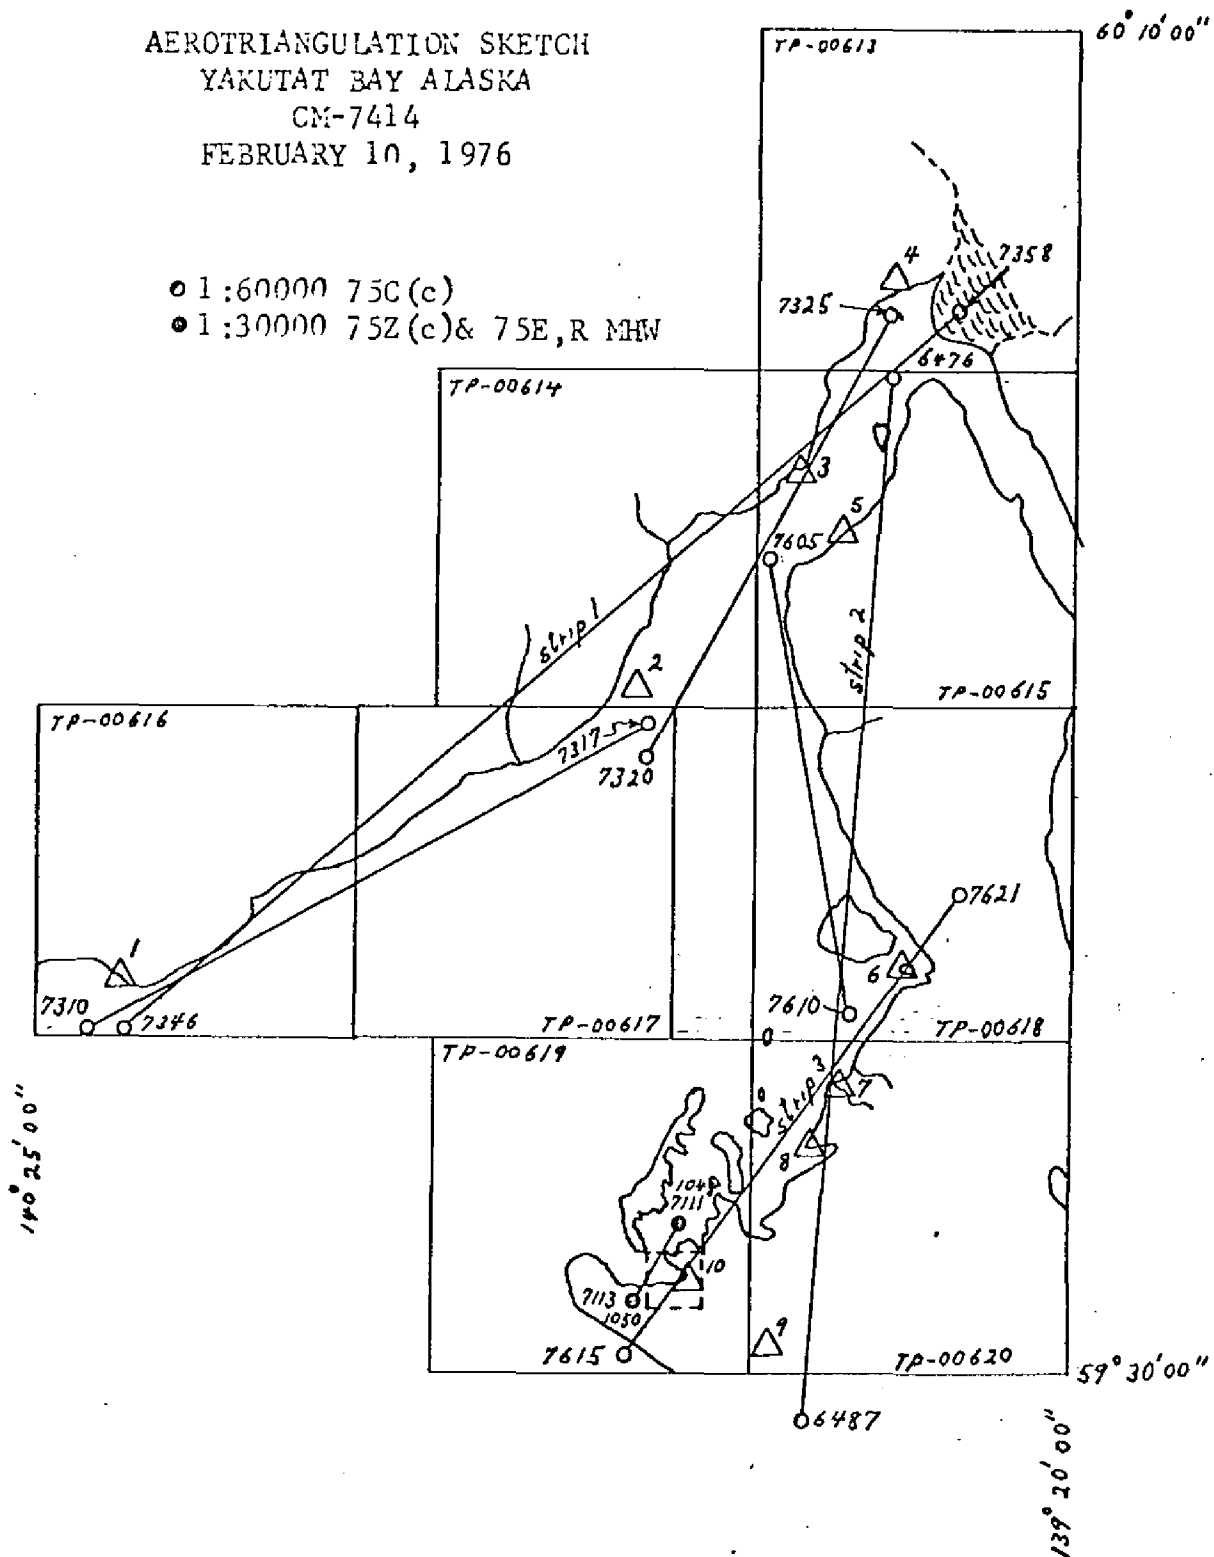 AEROTRIANGULATION SKETCH
YAKUTAT BAY ALASKA
CM-7414
FEBRUARY 10, 1976
1:60000 75C(c)
1:30000 75Z(c)& 75E,R MHW
60° 10' 00"
TP-00613
4
7358
7325
6476
TP-00614
3
5
7605
strip 1
strip 2
2
TP-00615
TP-00616
7317
7320
7621
1
6
7310
7346
7610
TP-00617
TP-00618
TP-00619
strip 3
7
8
140° 25' 00"
1048
7111
10
7113
1050
9
7615
TP-00620
59° 30' 00"
6487
139° 20' 00"